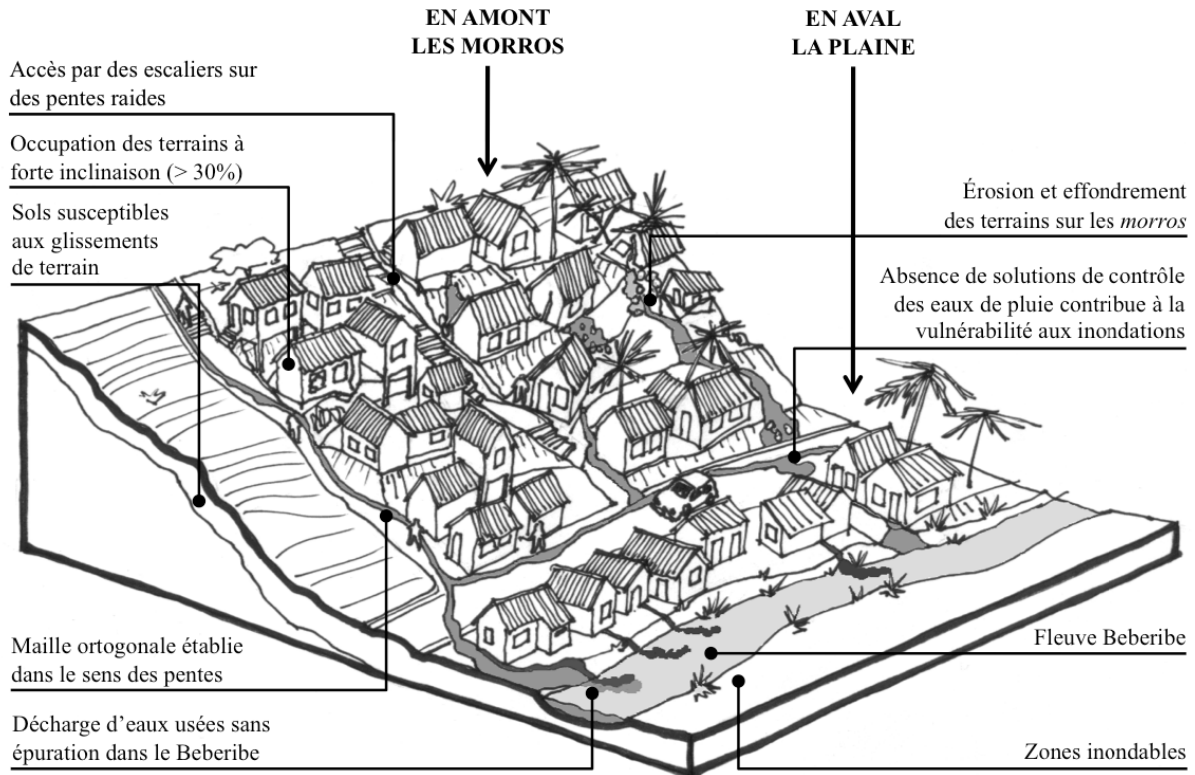 EN AMONT
LES MORROS
EN AVAL
LA PLAINE
Accès par des escaliers sur
des pentes raides
Occupation des terrains à
forte inclinaison (> 30%)
Sols susceptibles
aux glissements
de terrain
Érosion et effondrement
des terrains sur les morros
Absence de solutions de contrôle
des eaux de pluie contribue à la
vulnérabilité aux inondations
Maille ortogonale établie
dans le sens des pentes
Décharge d'eaux usées sans
épuration dans le Beberibe
Fleuve Beberibe
Zones inondables